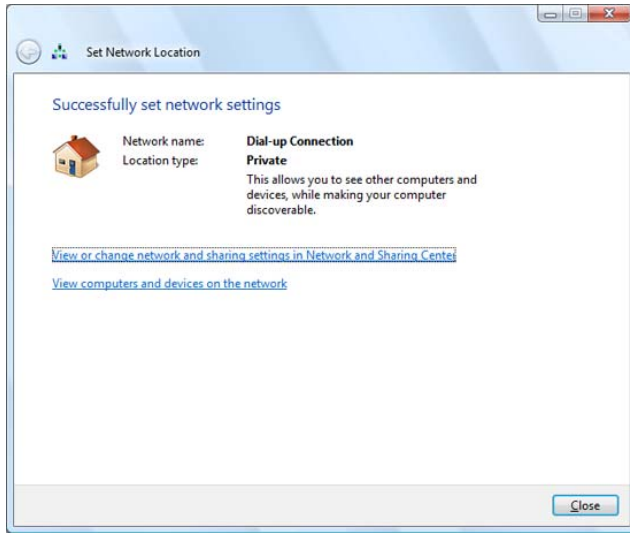 Set Network Location
Successfully set network settings
Network name: Dial-up Connection
Location type: Private
This allows you to see other computers and
devices, while making your computer
discoverable.
View or change network and sharing settings in Network and Sharing Center
View computers and devices on the network
Close